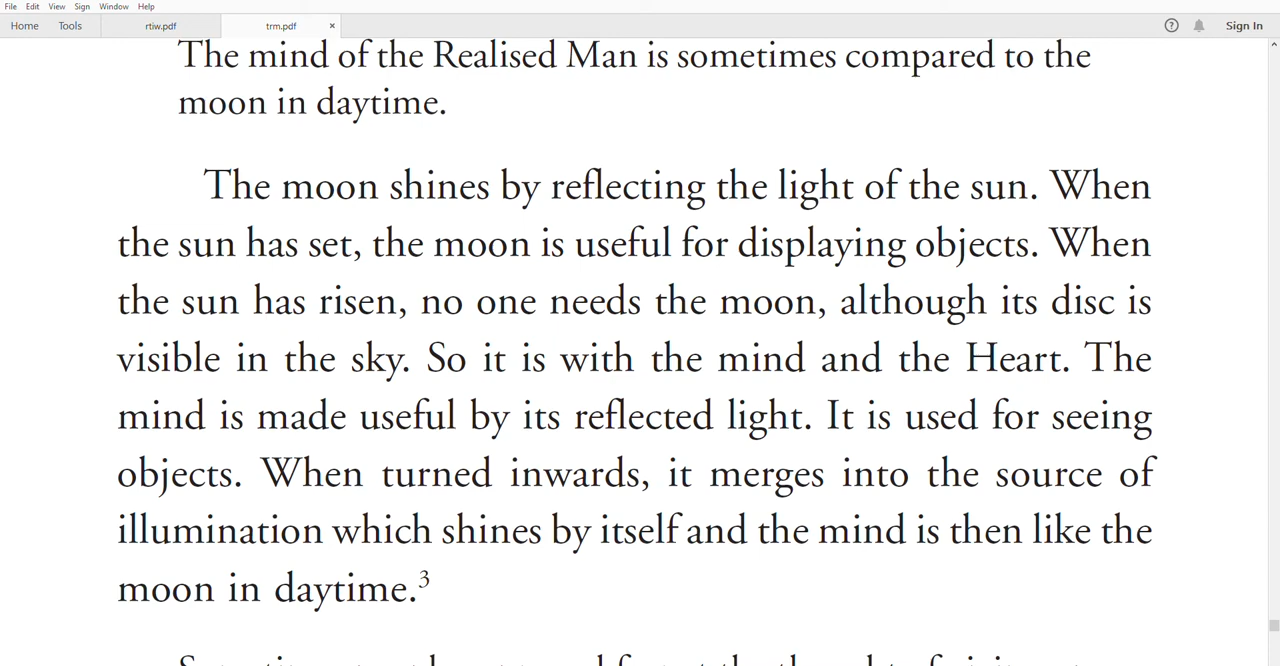 File Edit View Sign Window Help
Home Tools rtiw.pdf trm.pdf × ? Sign In
The mind of the Realised Man is sometimes compared to the
moon in daytime.
The moon shines by reflecting the light of the sun. When
the sun has set, the moon is useful for displaying objects. When
the sun has risen, no one needs the moon, although its disc is
visible in the sky. So it is with the mind and the Heart. The
mind is made useful by its reflected light. It is used for seeing
objects. When turned inwards, it merges into the source of
illumination which shines by itself and the mind is then like the
moon in daytime.³